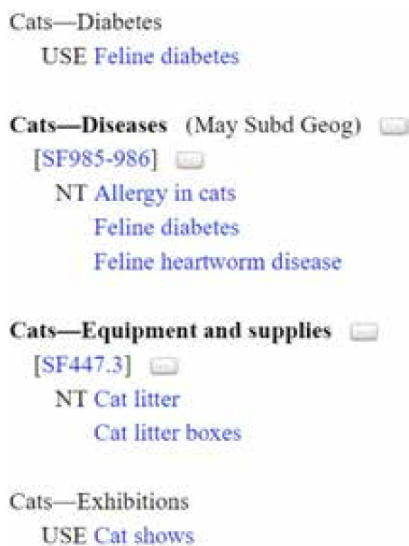 Cats—Diabetes
USE Feline diabetes
Cats—Diseases (May Subd Geog)
[SF985-986]
NT Allergy in cats
Feline diabetes
Feline heartworm disease
Cats—Equipment and supplies
[SF447.3]
NT Cat litter
Cat litter boxes
Cats—Exhibitions
USE Cat shows